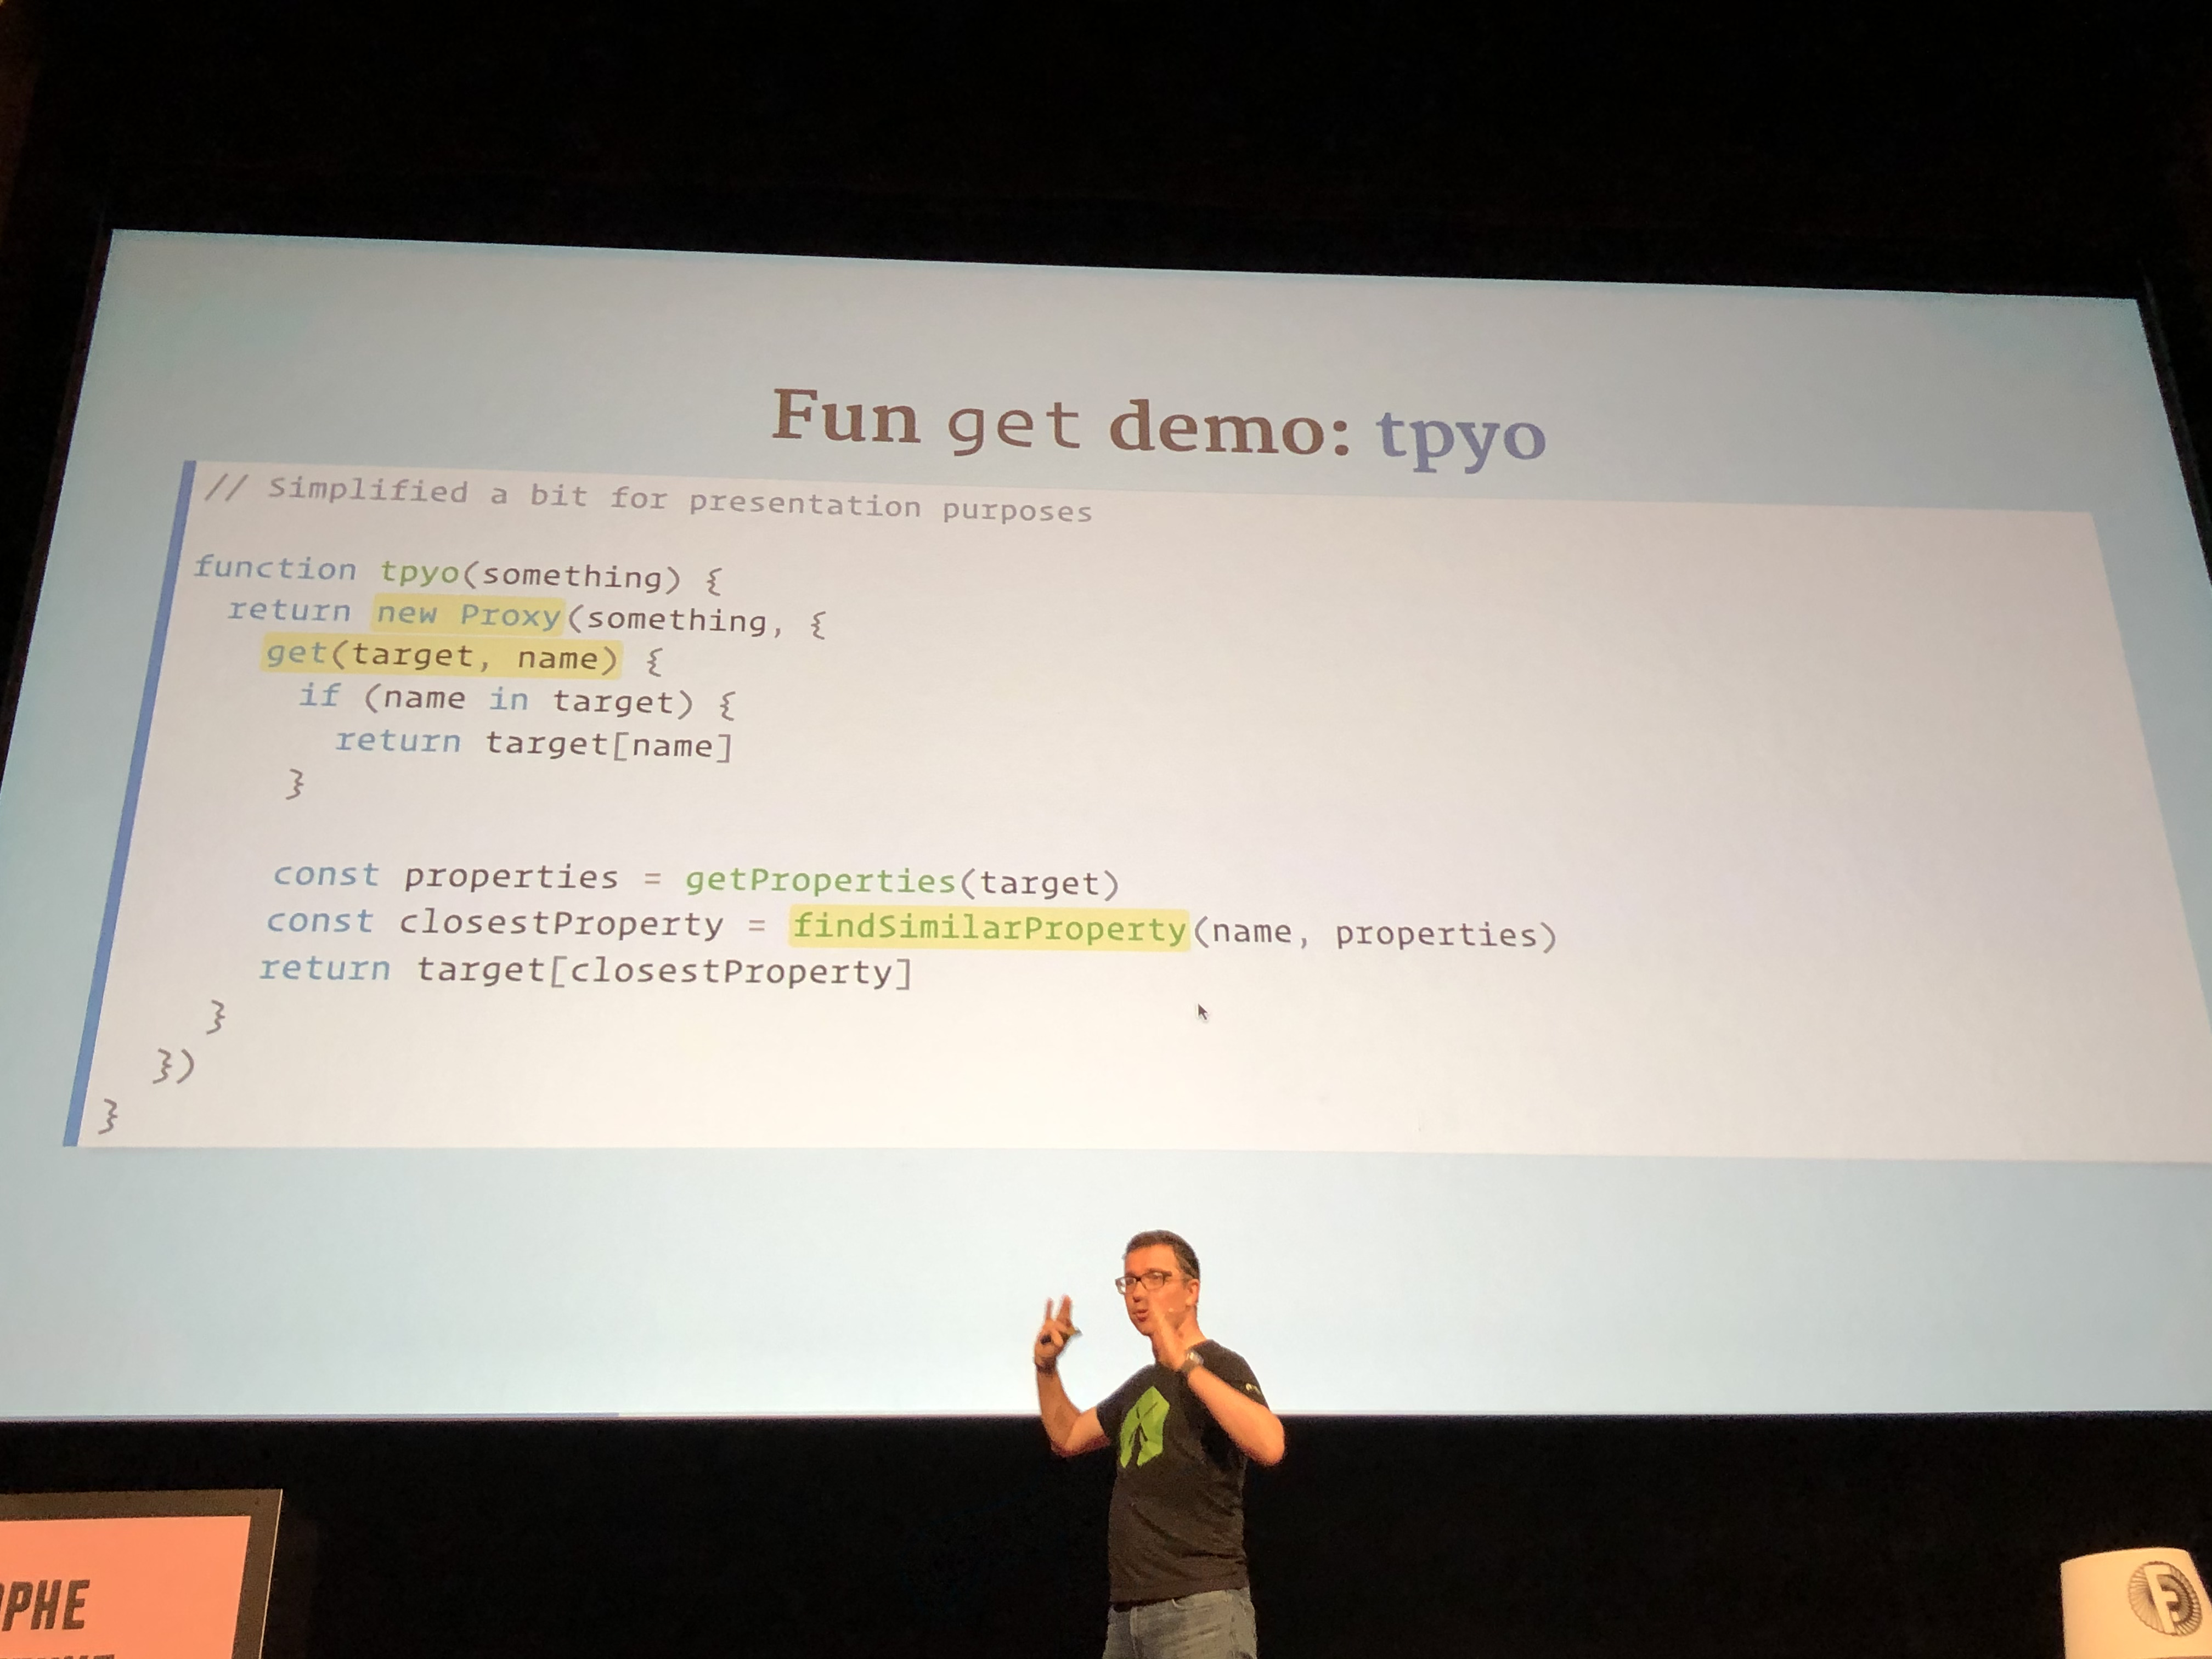 Fun get demo: tpyo
// Simplified a bit for presentation purposes
function tpyo(something) {
return new Proxy(something, {
get(target, name) {
if (name in target) {
return target[name]
}
const properties = getProperties(target)
const closestProperty = findSimilarProperty(name, properties)
return target[closestProperty]
}
})
}
PHE
F